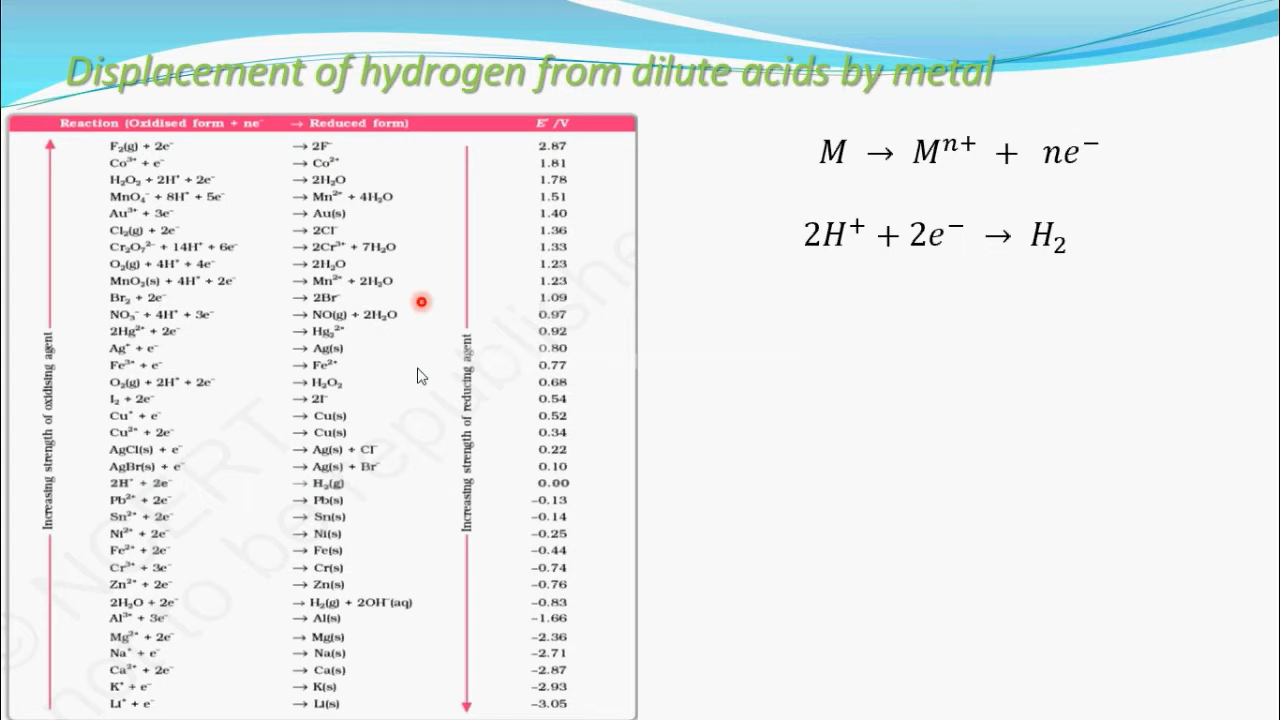 Displacement of hydrogen from dilute acids by metal
Reaction (Oxidised form + ne⁻ → Reduced form) E°/V
F₂(g) + 2e⁻ → 2F⁻ 2.87
Co³⁺ + e⁻ → Co²⁺ 1.81
H₂O₂ + 2H⁺ + 2e⁻ → 2H₂O 1.78
MnO₄⁻ + 8H⁺ + 5e⁻ → Mn²⁺ + 4H₂O 1.51
Au³⁺ + 3e⁻ → Au(s) 1.40
Cl₂(g) + 2e⁻ → 2Cl⁻ 1.36
Cr₂O₇²⁻ + 14H⁺ + 6e⁻ → 2Cr³⁺ + 7H₂O 1.33
O₂(g) + 4H⁺ + 4e⁻ → 2H₂O 1.23
MnO₂(s) + 4H⁺ + 2e⁻ → Mn²⁺ + 2H₂O 1.23
Br₂ + 2e⁻ → 2Br⁻ 1.09
NO₃⁻ + 4H⁺ + 3e⁻ → NO(g) + 2H₂O 0.97
2Hg²⁺ + 2e⁻ → Hg₂²⁺ 0.92
Ag⁺ + e⁻ → Ag(s) 0.80
Fe³⁺ + e⁻ → Fe²⁺ 0.77
O₂(g) + 2H⁺ + 2e⁻ → H₂O₂ 0.68
I₂ + 2e⁻ → 2I⁻ 0.54
Cu⁺ + e⁻ → Cu(s) 0.52
Cu²⁺ + 2e⁻ → Cu(s) 0.34
AgCl(s) + e⁻ → Ag(s) + Cl⁻ 0.22
AgBr(s) + e⁻ → Ag(s) + Br⁻ 0.10
2H⁺ + 2e⁻ → H₂(g) 0.00
Pb²⁺ + 2e⁻ → Pb(s) –0.13
Sn²⁺ + 2e⁻ → Sn(s) –0.14
Ni²⁺ + 2e⁻ → Ni(s) –0.25
Fe²⁺ + 2e⁻ → Fe(s) –0.44
Cr³⁺ + 3e⁻ → Cr(s) –0.74
Zn²⁺ + 2e⁻ → Zn(s) –0.76
2H₂O + 2e⁻ → H₂(g) + 2OH⁻(aq) –0.83
Al³⁺ + 3e⁻ → Al(s) –1.66
Mg²⁺ + 2e⁻ → Mg(s) –2.36
Na⁺ + e⁻ → Na(s) –2.71
Ca²⁺ + 2e⁻ → Ca(s) –2.87
K⁺ + e⁻ → K(s) –2.93
Li⁺ + e⁻ → Li(s) –3.05
Increasing strength of oxidising agent
Increasing strength of reducing agent
© NCERT
not to be republishe
M → Mⁿ⁺ + ne⁻
2H⁺ + 2e⁻ → H₂